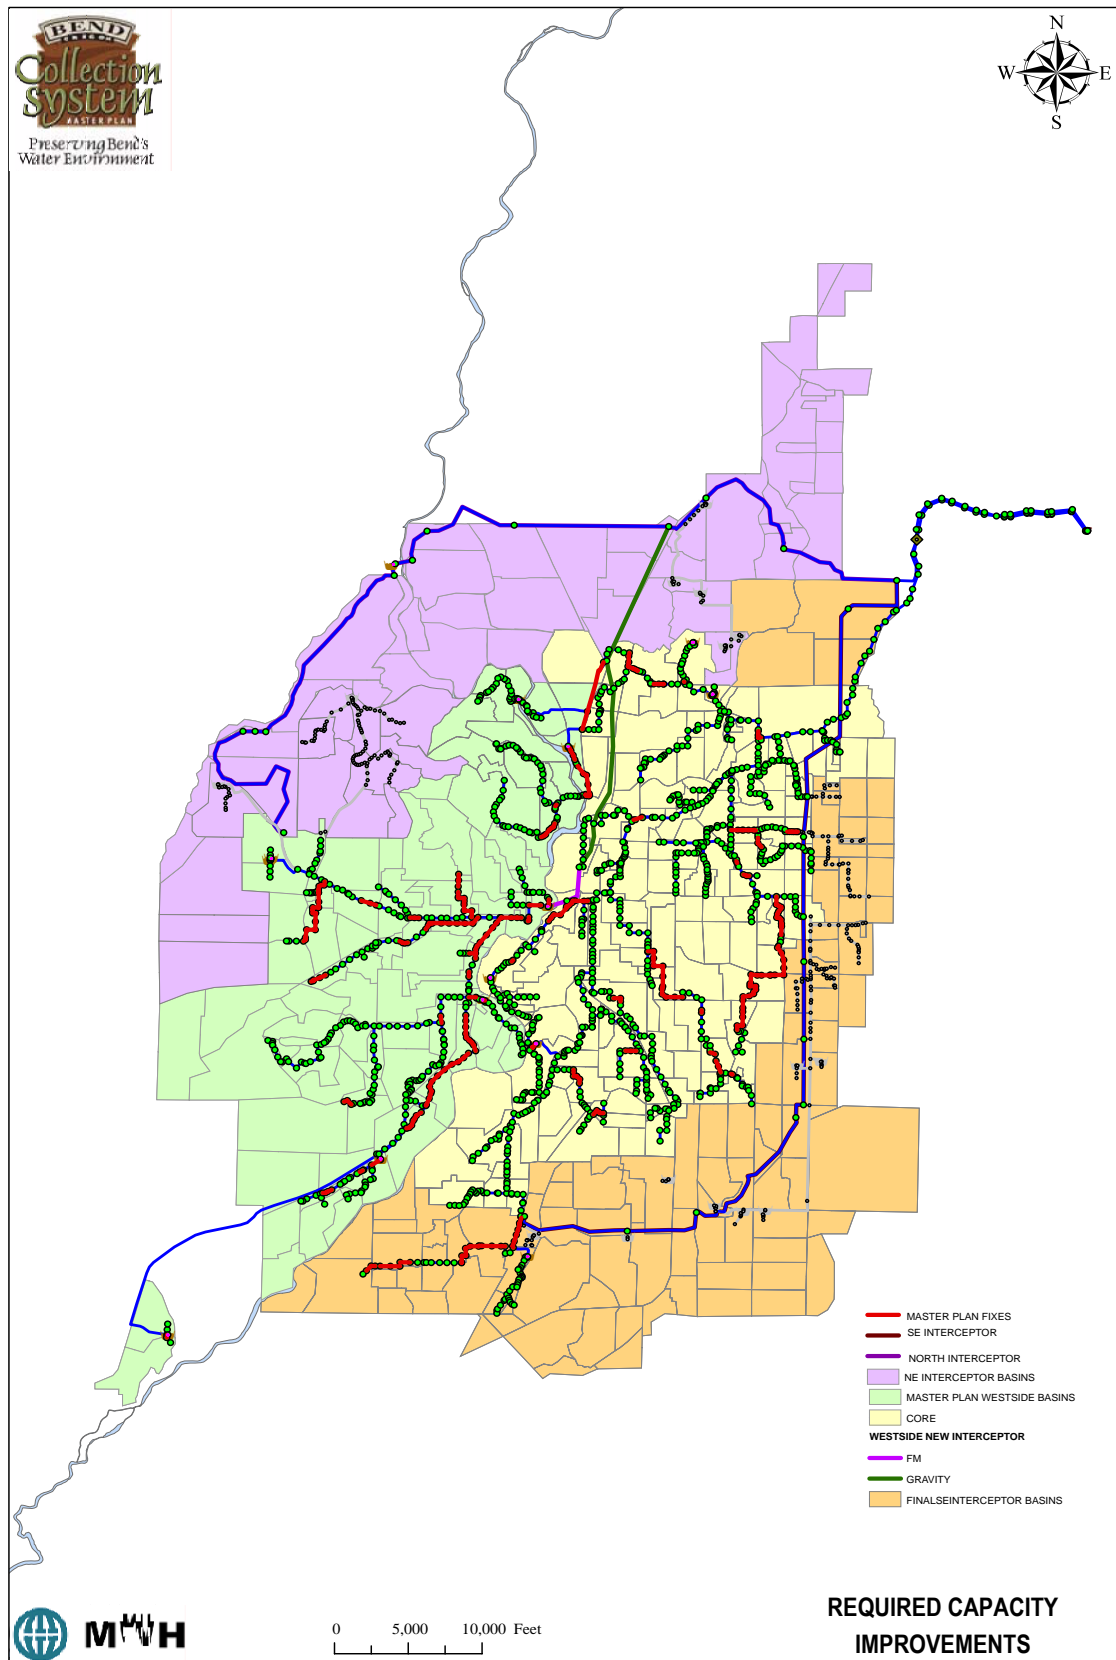 BEND
OREGON
Collection
System
MASTER PLAN
Preserving Bend's
Water Environment
N
W E
S
MASTER PLAN FIXES
SE INTERCEPTOR
NORTH INTERCEPTOR
NE INTERCEPTOR BASINS
MASTER PLAN WESTSIDE BASINS
CORE
WESTSIDE NEW INTERCEPTOR
FM
GRAVITY
FINALSEINTERCEPTOR BASINS
MWH
0 5,000 10,000 Feet
REQUIRED CAPACITY
IMPROVEMENTS